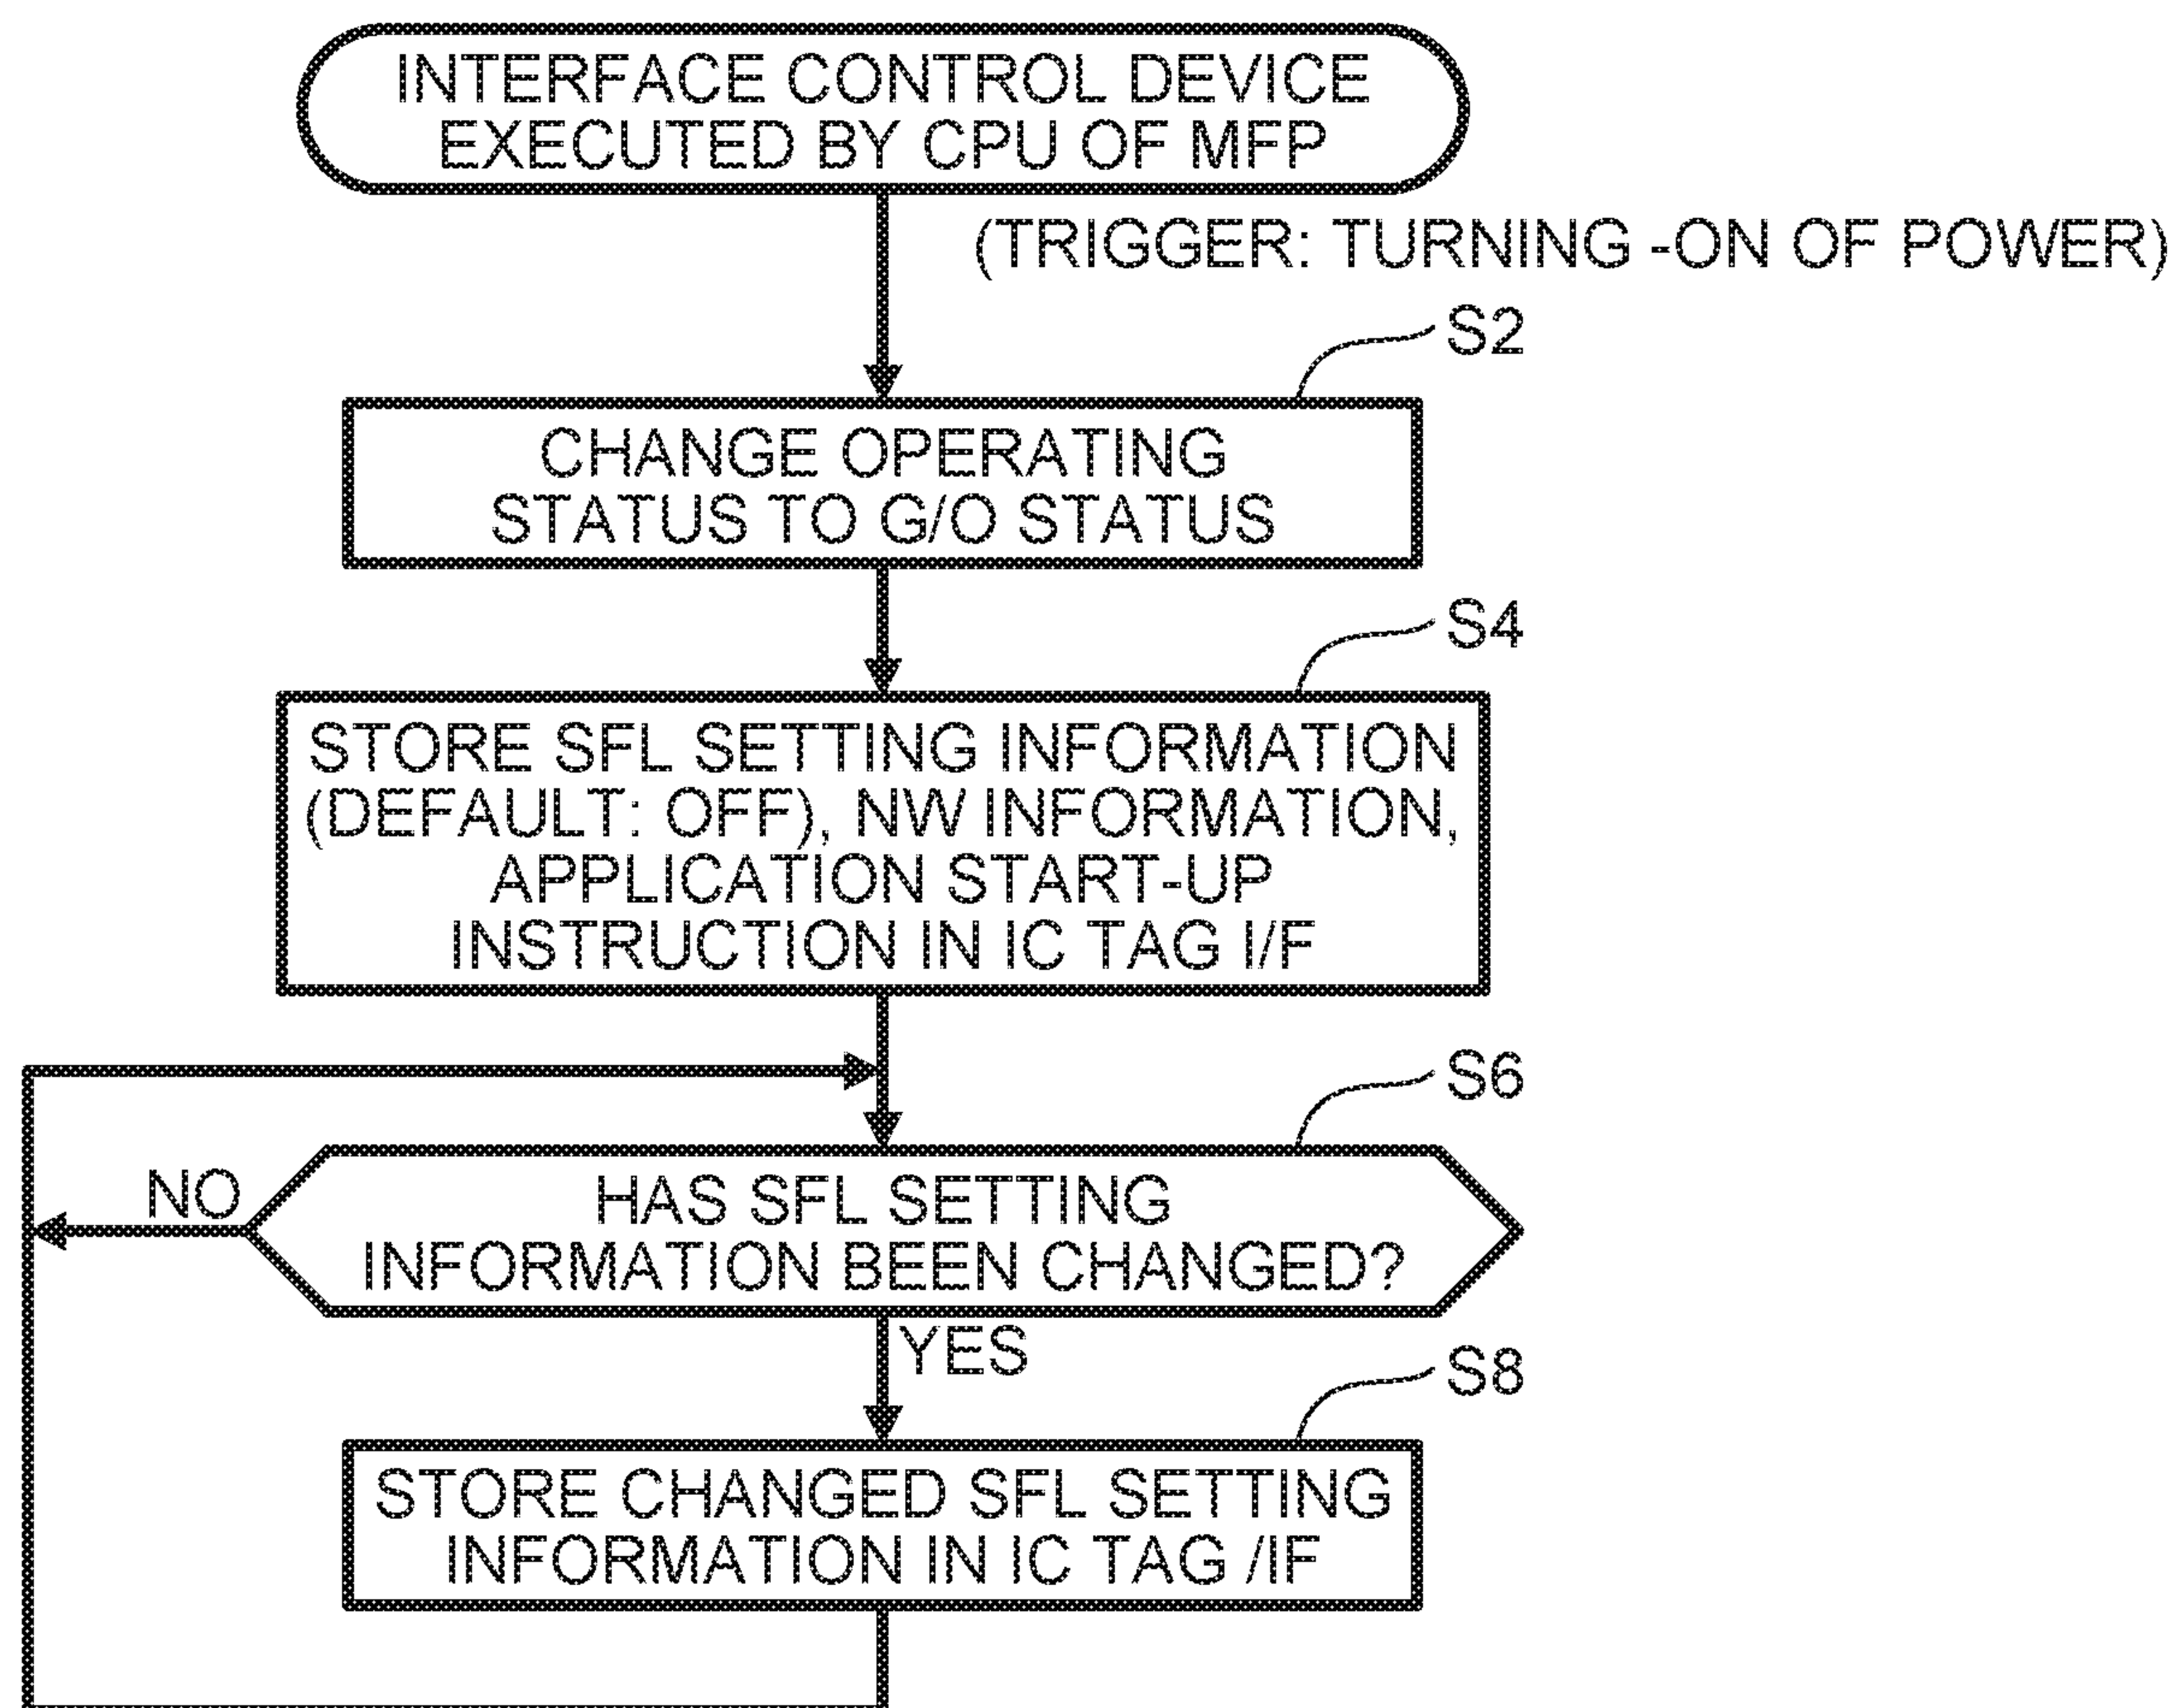 INTERFACE CONTROL DEVICE
EXECUTED BY CPU OF MFP
(TRIGGER: TURNING -ON OF POWER)
S2
CHANGE OPERATING
STATUS TO G/O STATUS
S4
STORE SFL SETTING INFORMATION
(DEFAULT: OFF), NW INFORMATION,
APPLICATION START-UP
INSTRUCTION IN IC TAG I/F
S6
NO
HAS SFL SETTING
INFORMATION BEEN CHANGED?
YES
S8
STORE CHANGED SFL SETTING
INFORMATION IN IC TAG /IF